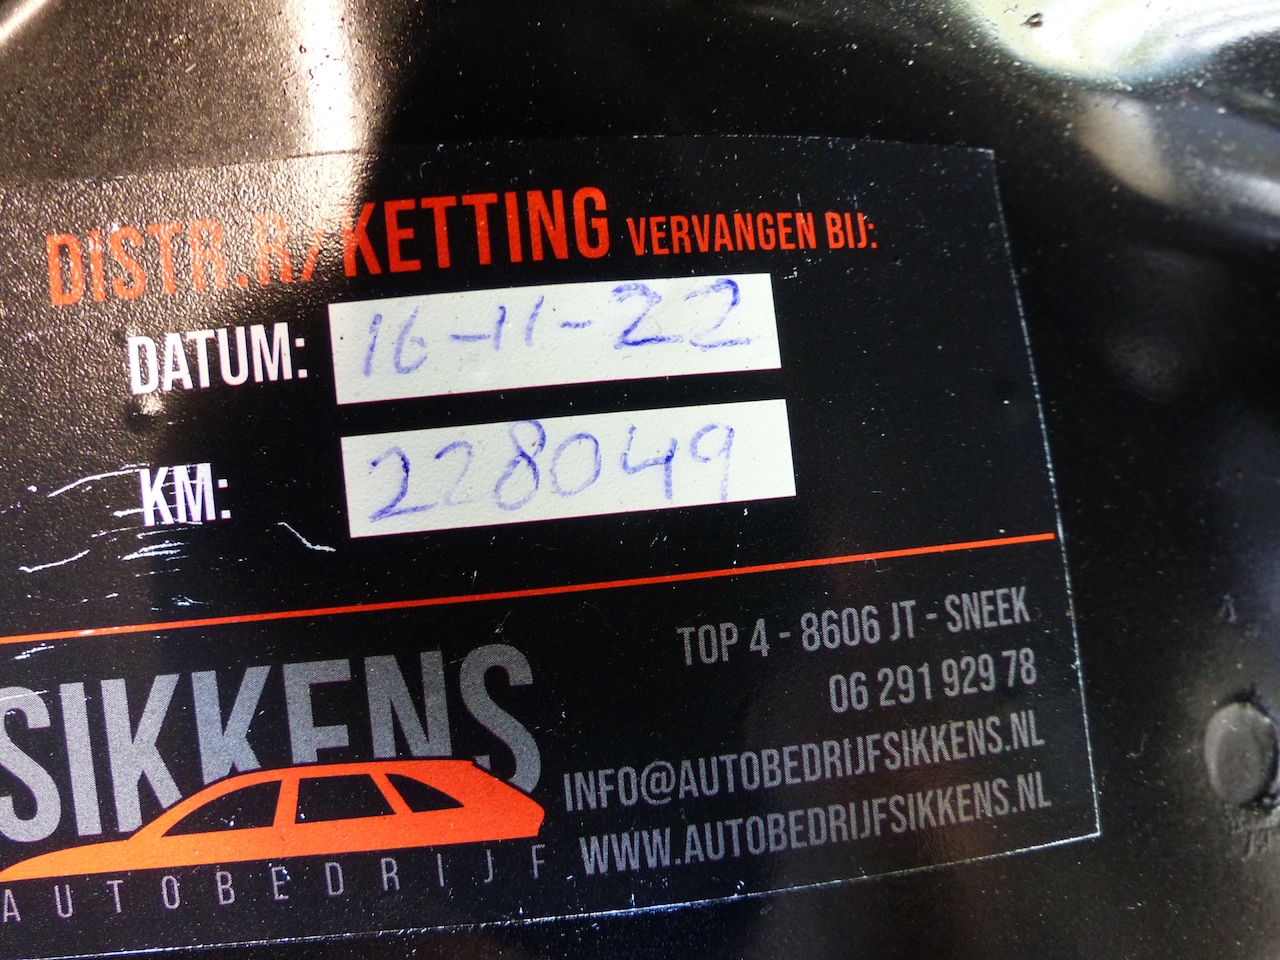 DISTR.R/KETTING VERVANGEN BIJ:
DATUM: 16-11-22
KM: 228049
TOP 4 - 8606 JT - SNEEK
06 291 929 78
INFO@AUTOBEDRIJFSIKKENS.NL
WWW.AUTOBEDRIJFSIKKENS.NL
SIKKENS
AUTOBEDRIJF